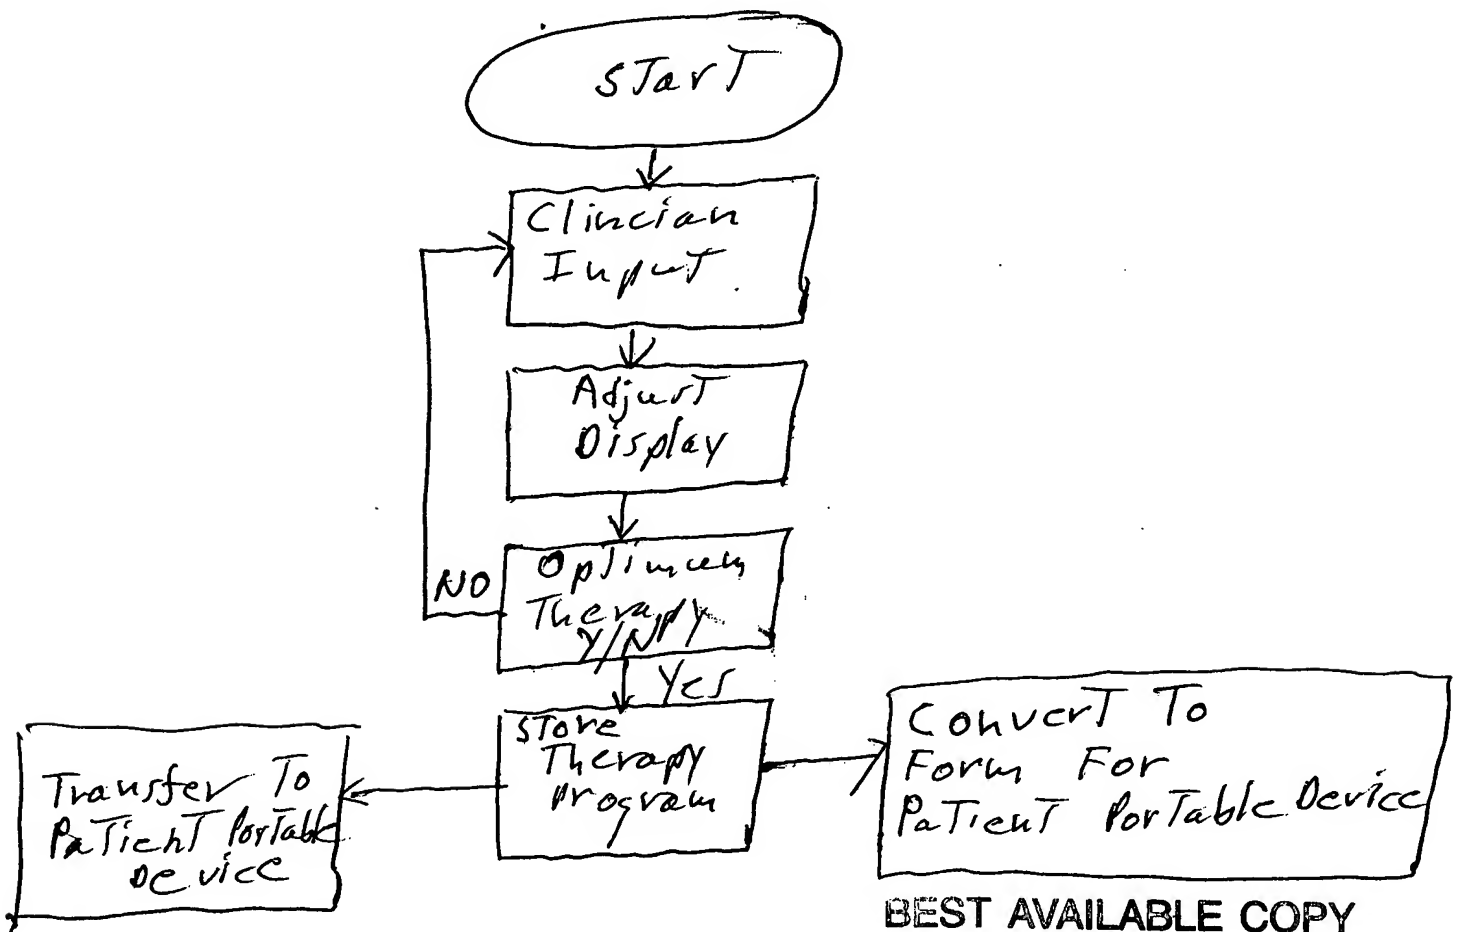 START
Clincian
Input
Adjust
Display
NO
Optimum
Therapy
Y/N
Yes
Store
Therapy
Program
Transfer To
Patient Portable
Device
Convert To
Form For
Patient Portable Device
BEST AVAILABLE COPY